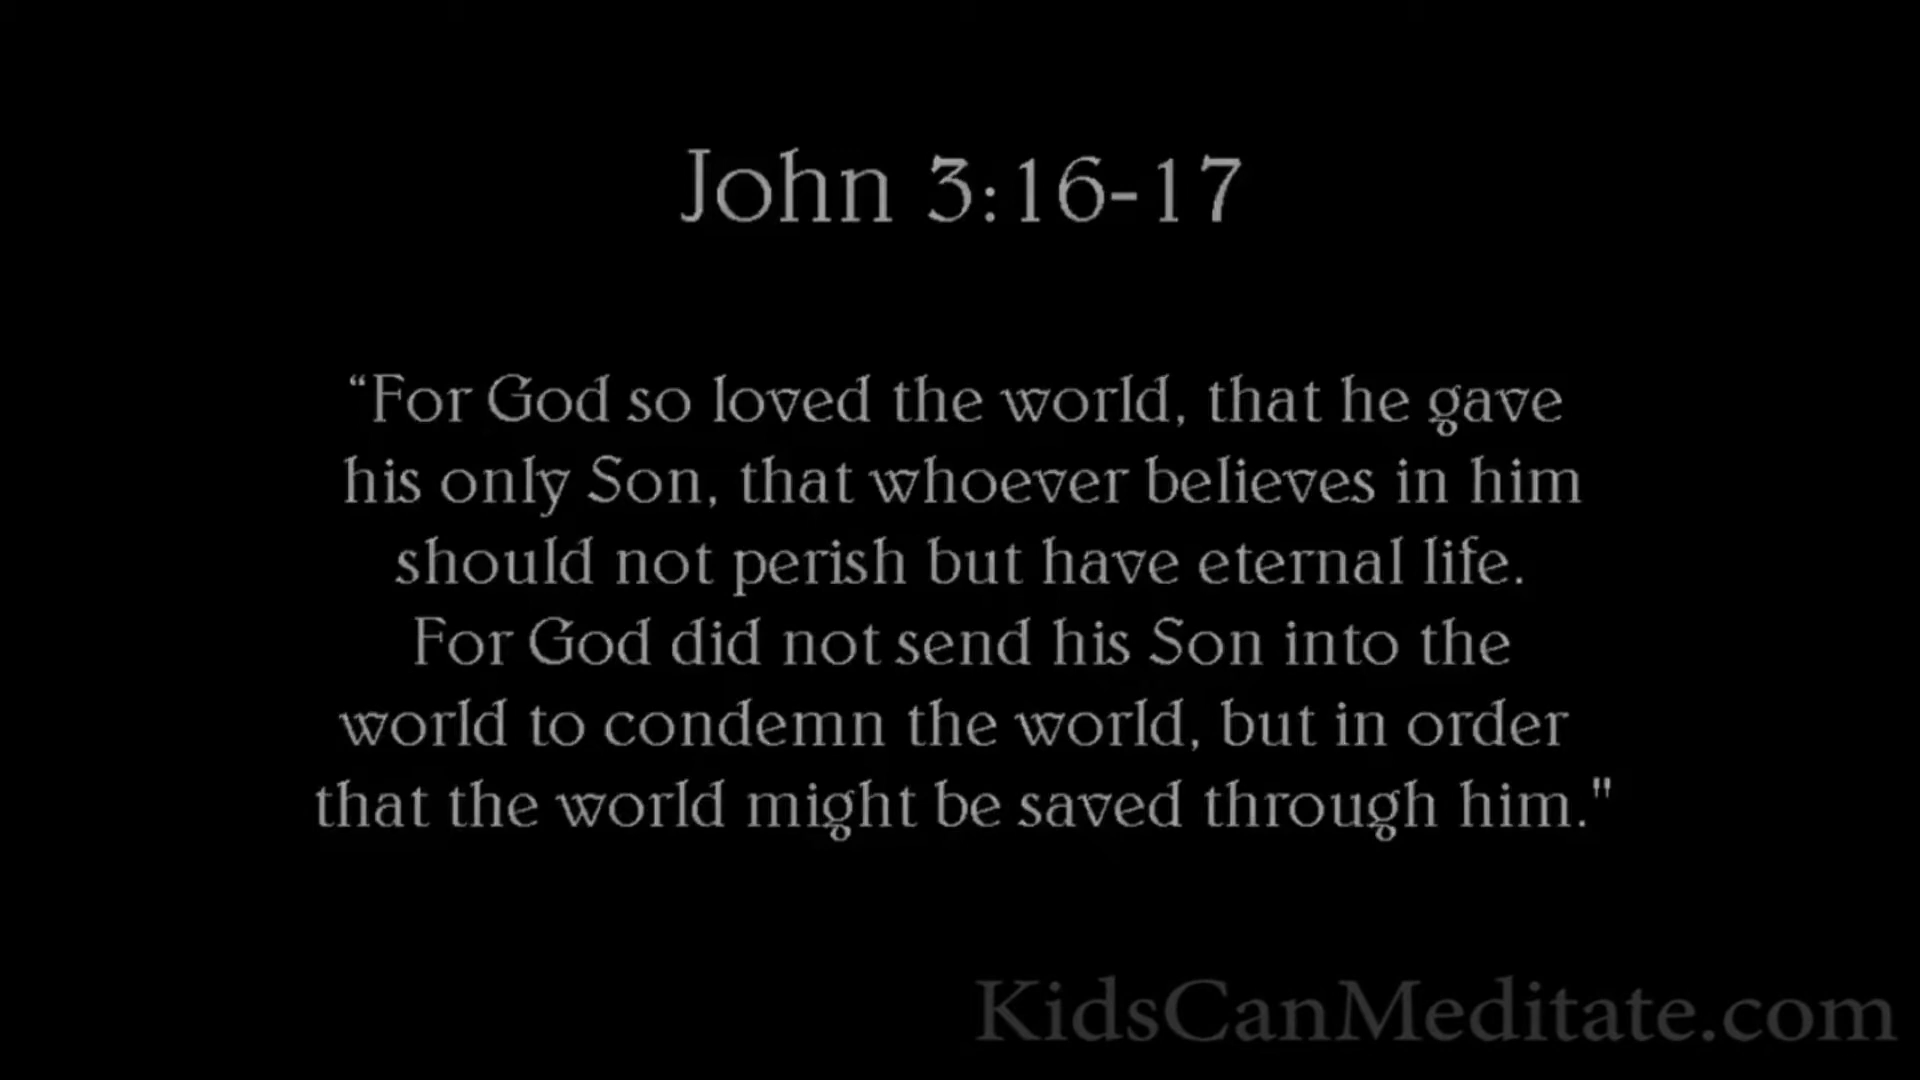 John 3:16-17
“For God so loved the world, that he gave
his only Son, that whoever believes in him
should not perish but have eternal life.
For God did not send his Son into the
world to condemn the world, but in order
that the world might be saved through him."
KidsCanMeditate.com